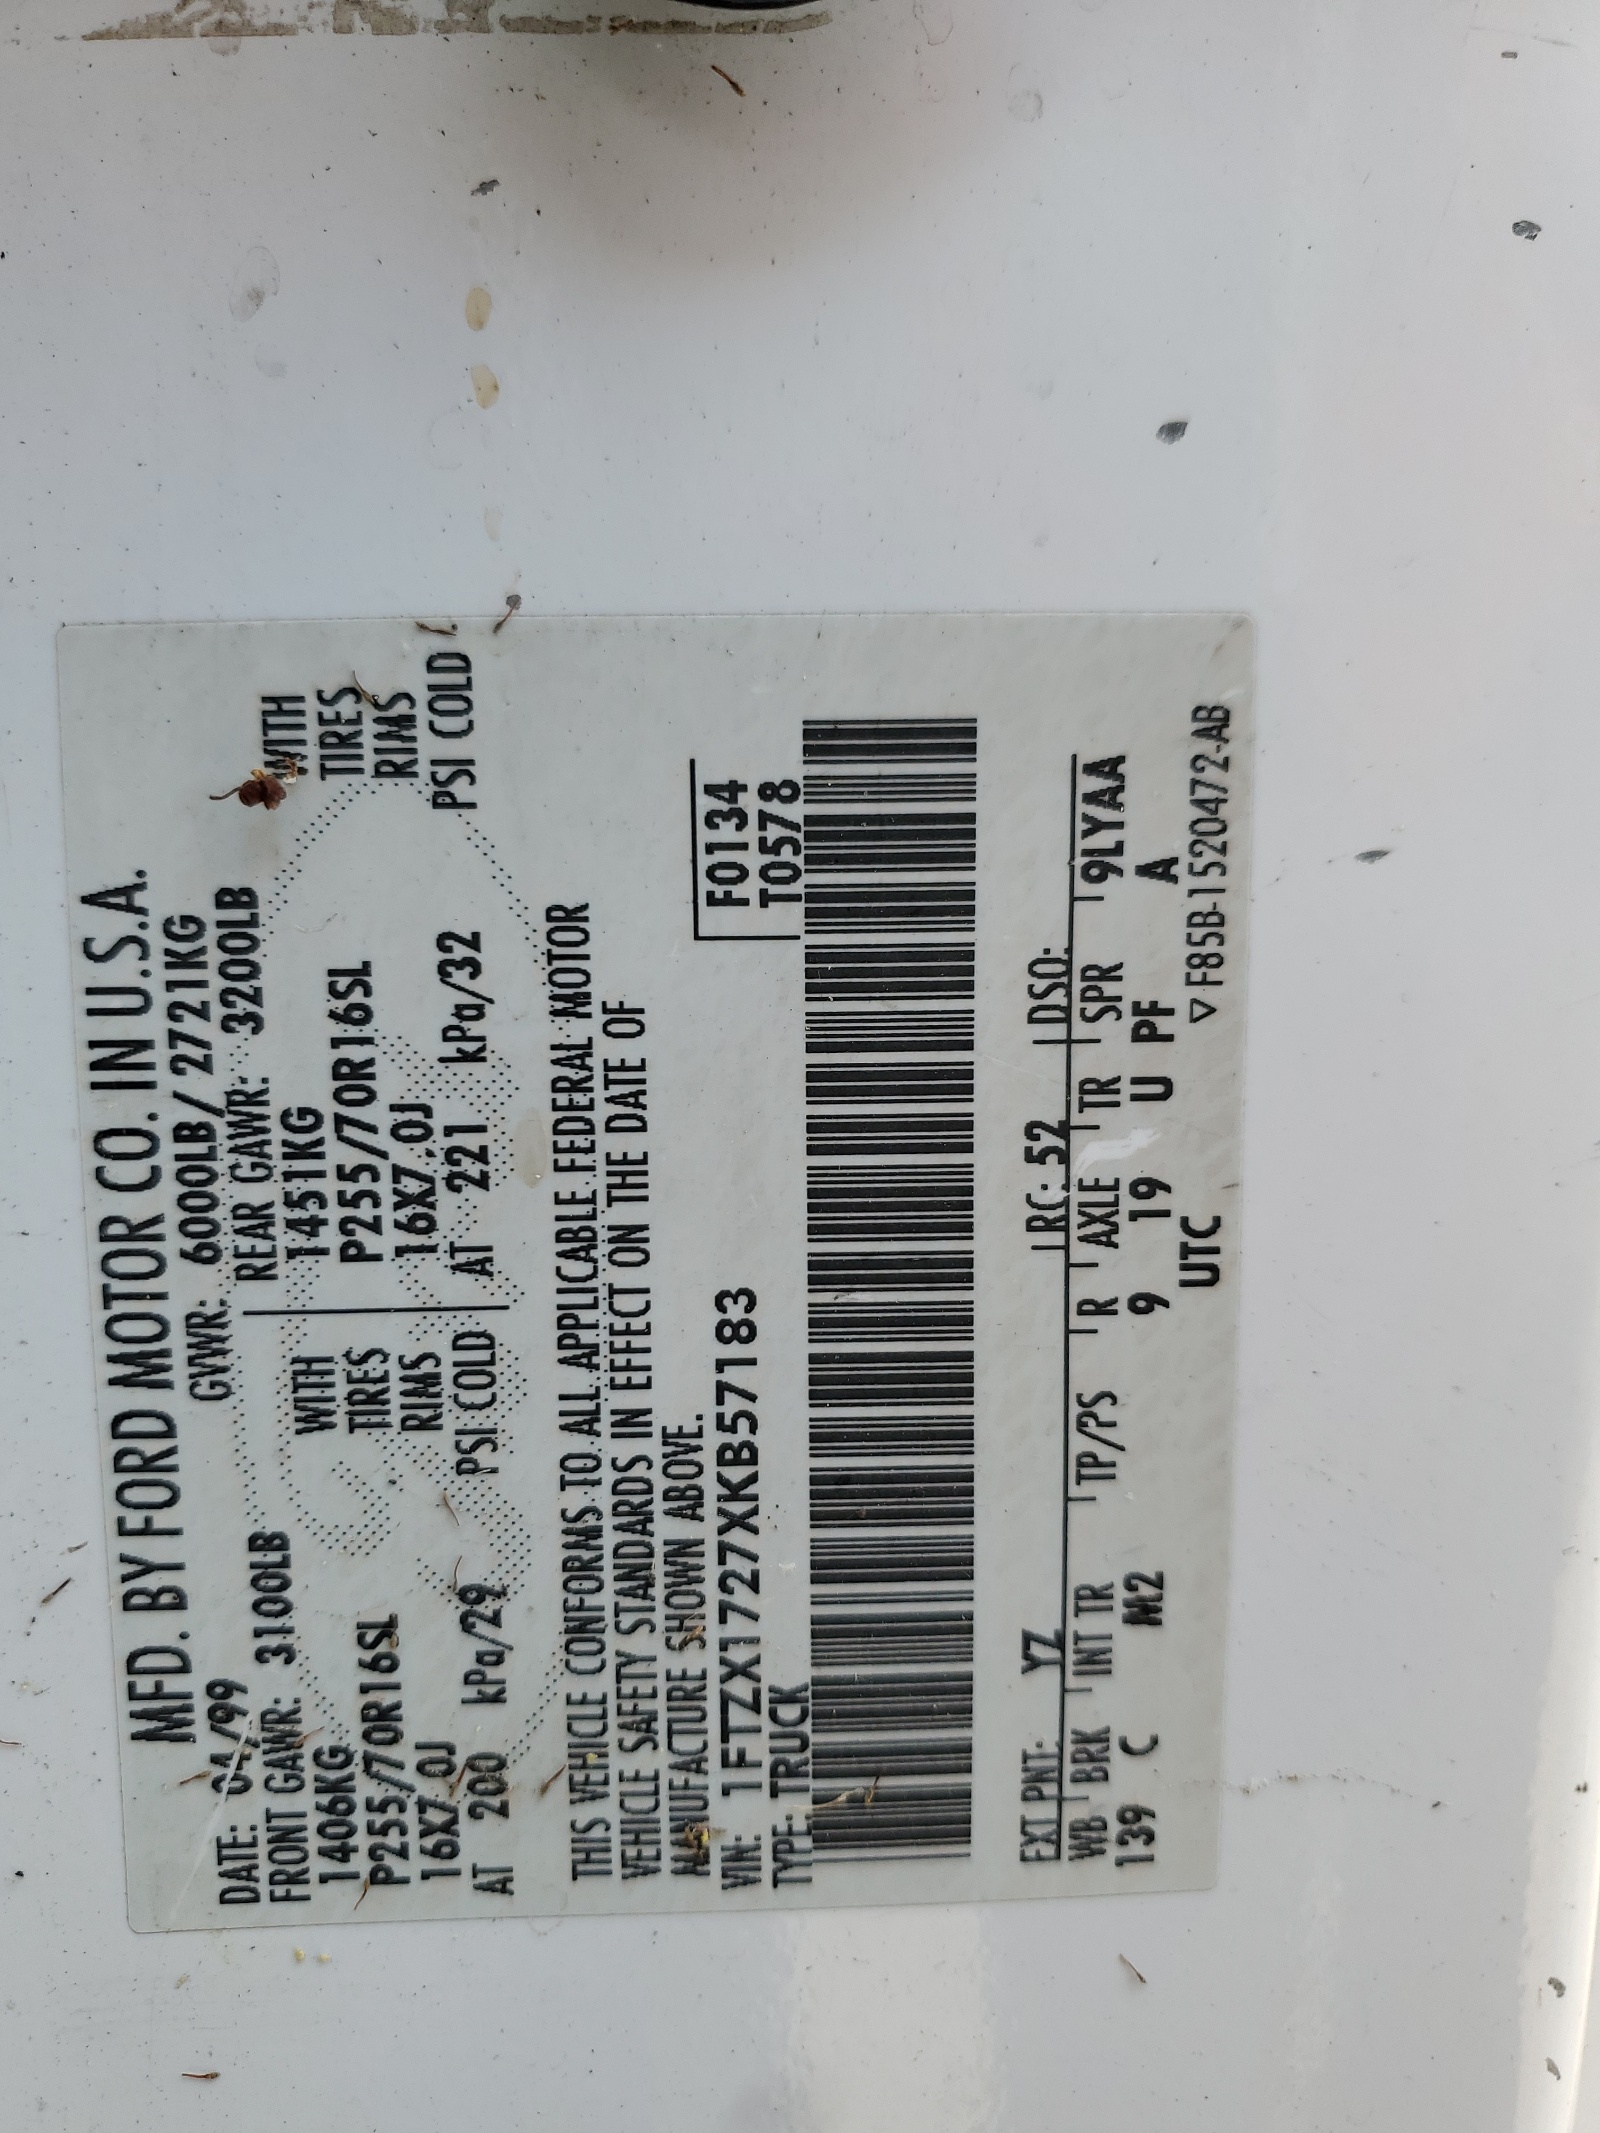 MFD. BY FORD MOTOR CO. IN U.S.A.
DATE: 04/99 GVWR: 6000LB/2721KG
FRONT GAWR: 3100LB REAR GAWR: 3200LB
1406KG WITH 1451KG WITH
P255/70R16SL TIRES P255/70R16SL TIRES
16X7.0J RIMS 16X7.0J RIMS
AT 200 kPa/29 PSI COLD AT 221 kPa/32 PSI COLD
THIS VEHICLE CONFORMS TO ALL APPLICABLE FEDERAL MOTOR
VEHICLE SAFETY STANDARDS IN EFFECT ON THE DATE OF
MANUFACTURE SHOWN ABOVE.
VIN: 1FTZX1727XKB57183 F0134
TYPE: TRUCK T0578
EXT PNT: YZ RC: 52 DSO:
WB BRK INT TR TP/PS R AXLE TR SPR 9LYAA
139 C M2 9 19 U PF A
UTC ▽ F85B-1520472-AB